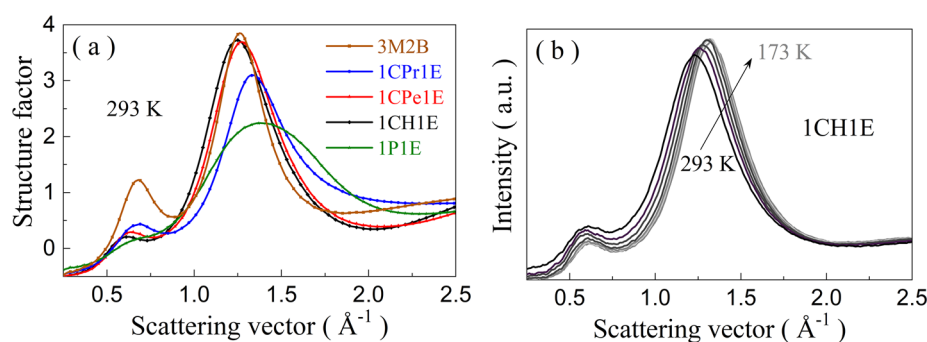 ( a )
293 K
3M2B
1CPr1E
1CPe1E
1CH1E
1P1E
Structure factor
4
3
2
1
0
0.5
1.0
1.5
2.0
2.5
Scattering vector ( Å⁻¹ )
( b )
173 K
1CH1E
293 K
Intensity ( a.u. )
0.5
1.0
1.5
2.0
2.5
Scattering vector ( Å⁻¹ )